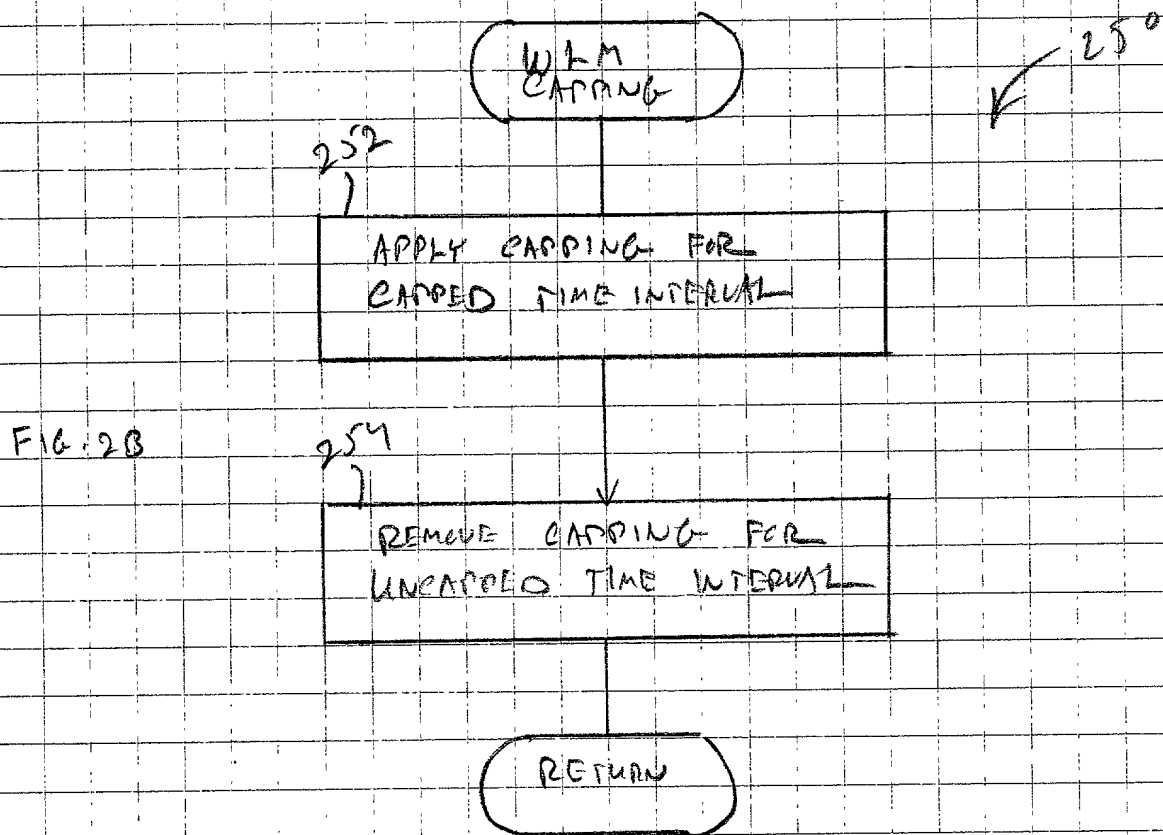 WLM
CAPPING
250
252
APPLY CAPPING FOR
CAPPED TIME INTERVAL
FIG. 2B
254
REMOVE CAPPING FOR
UNCAPPED TIME INTERVAL
RETURN